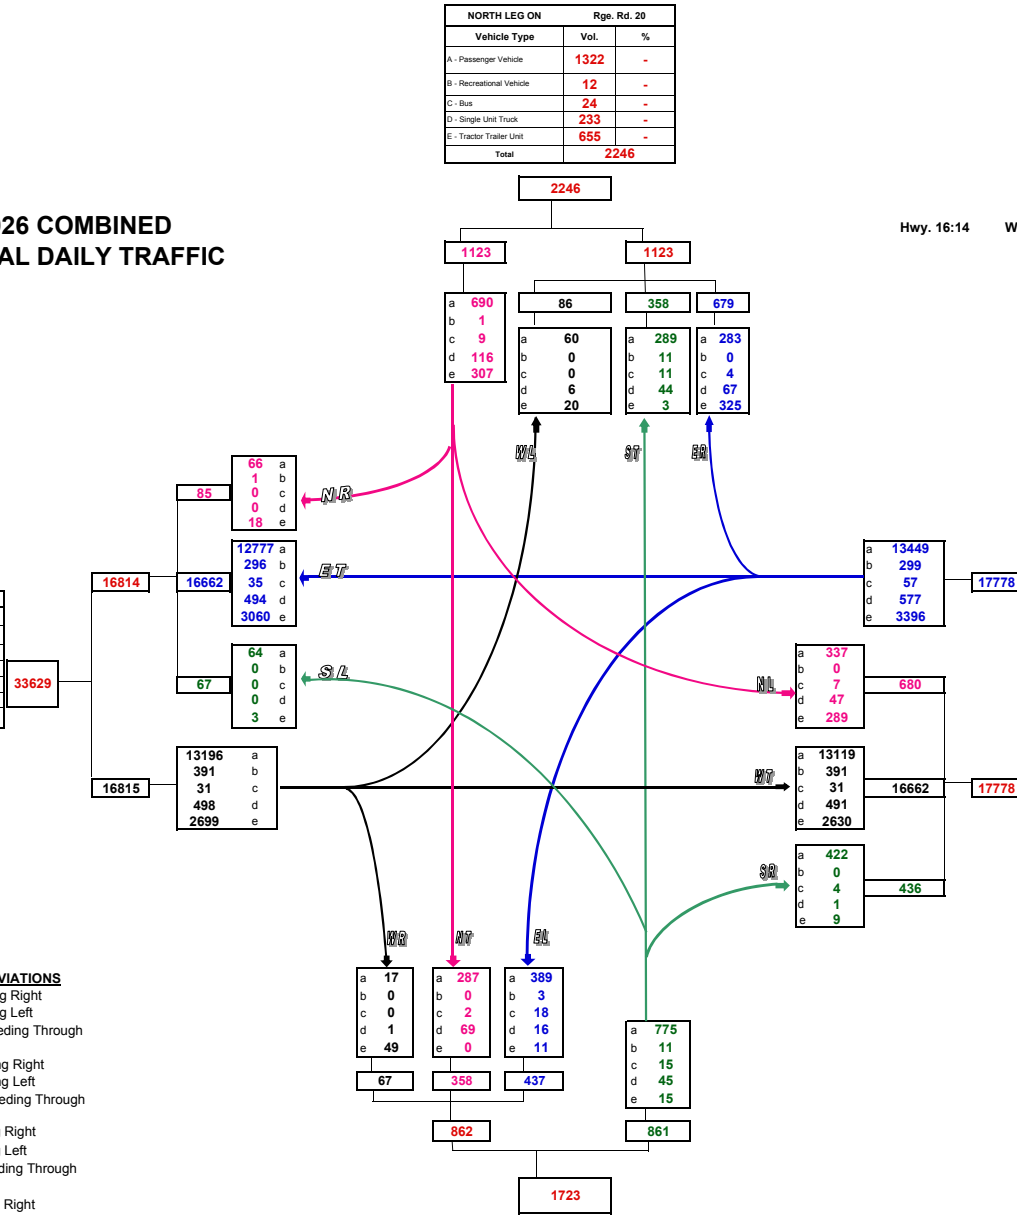 NORTH LEG ON Rge. Rd. 20
Vehicle Type Vol. %
A - Passenger Vehicle 1322 -
B - Recreational Vehicle 12 -
C - Bus 24 -
D - Single Unit Truck 233 -
E - Tractor Trailer Unit 655 -
Total 2246
2246
26 COMBINED
AL DAILY TRAFFIC
Hwy. 16:14 W
1123 1123
86 358 679
a 690
b 1
c 9
d 116
e 307
a 60
b 0
c 0
d 6
e 20
a 289
b 11
c 11
d 44
e 3
a 283
b 0
c 4
d 67
e 325
WL ST ER
66 a
1 b
0 c
0 d
18 e
85
NR
12777 a
296 b
35 c
494 d
3060 e
16814 16662
ET
a 13449
b 299
c 57
d 577
e 3396
17778
64 a
0 b
0 c
0 d
3 e
33629
67
SL
NL
a 337
b 0
c 7
d 47
e 289
680
13196 a
391 b
31 c
498 d
2699 e
16815
WT
a 13119
b 391
c 31
d 491
e 2630
16662
17778
SR
a 422
b 0
c 4
d 1
e 9
436
WR NT EL
a 17
b 0
c 0
d 1
e 49
67
a 287
b 0
c 2
d 69
e 0
358
a 389
b 3
c 18
d 16
e 11
437
a 775
b 11
c 15
d 45
e 15
862 861
1723
VIATIONS
g Right
g Left
eding Through
ng Right
ng Left
eeding Through
g Right
g Left
ding Through
Right